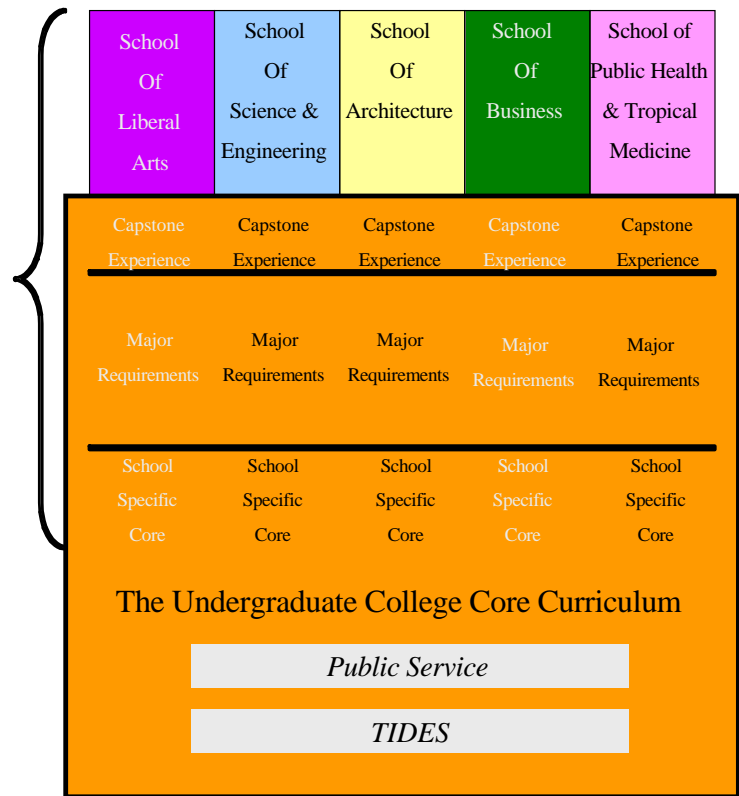 School
Of
Liberal
Arts
School
Of
Science &
Engineering
School
Of
Architecture
School
Of
Business
School of
Public Health
& Tropical
Medicine
Capstone
Experience
Capstone
Experience
Capstone
Experience
Capstone
Experience
Capstone
Experience
Major
Requirements
Major
Requirements
Major
Requirements
Major
Requirements
Major
Requirements
School
Specific
Core
School
Specific
Core
School
Specific
Core
School
Specific
Core
School
Specific
Core
The Undergraduate College Core Curriculum
Public Service
TIDES